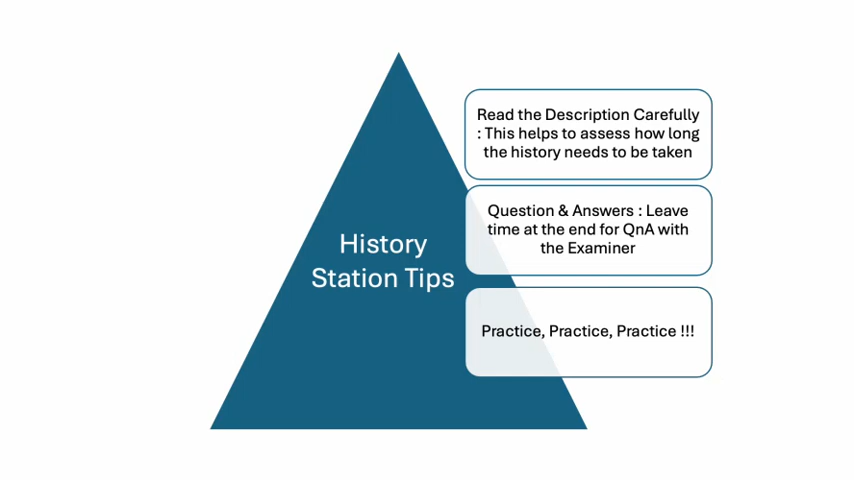 History
Station Tips
Read the Description Carefully
: This helps to assess how long
the history needs to be taken
Question & Answers : Leave
time at the end for QnA with
the Examiner
Practice, Practice, Practice !!!